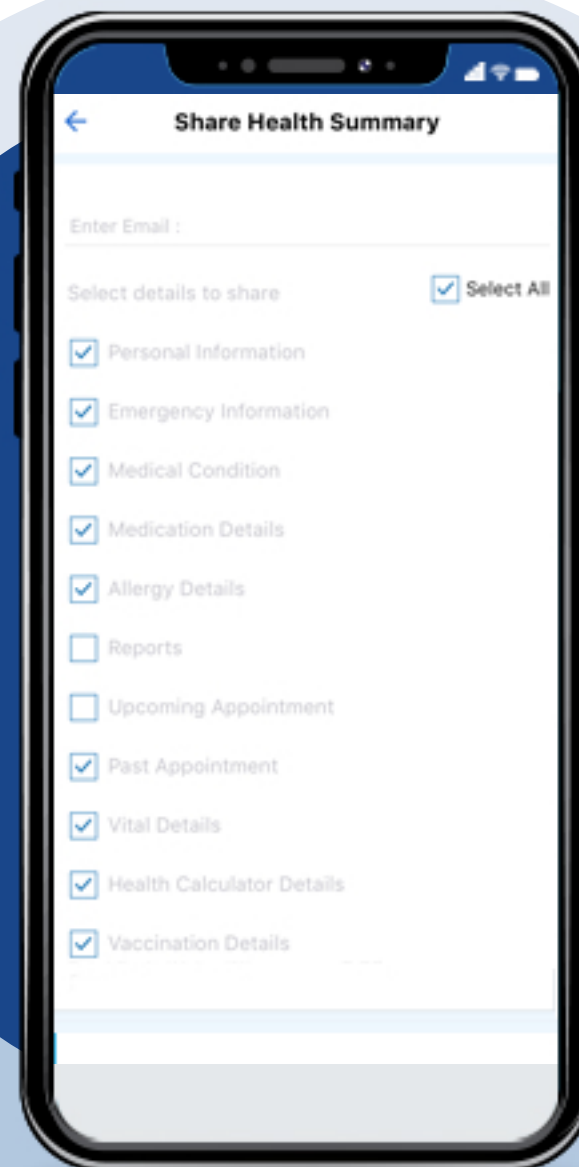 Share Health Summary
Enter Email :
Select details to share
Select All
Personal Information
Emergency Information
Medical Condition
Medication Details
Allergy Details
Reports
Upcoming Appointment
Past Appointment
Vital Details
Health Calculator Details
Vaccination Details